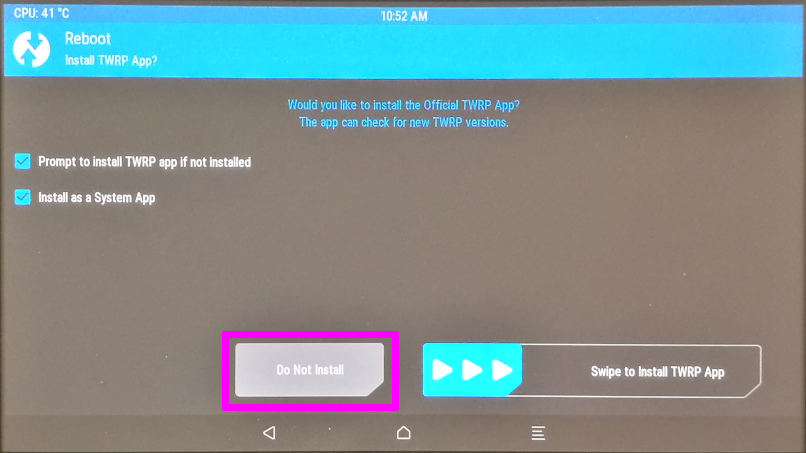 CPU: 41 °C
10:52 AM
Reboot
Install TWRP App?
Would you like to install the Official TWRP App?
The app can check for new TWRP versions.
Prompt to install TWRP app if not installed
Install as a System App
Do Not Install
Swipe to Install TWRP App